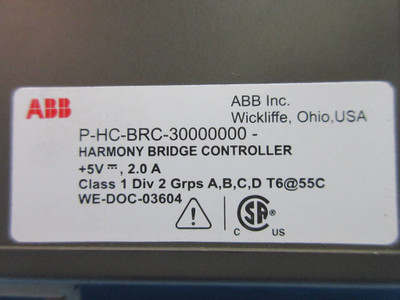 ABB
ABB Inc.
Wickliffe, Ohio,USA
P-HC-BRC-30000000 -
HARMONY BRIDGE CONTROLLER
+5V ⎓, 2.0 A
Class 1 Div 2 Grps A,B,C,D T6@55C
WE-DOC-03604
!
CSA
C US